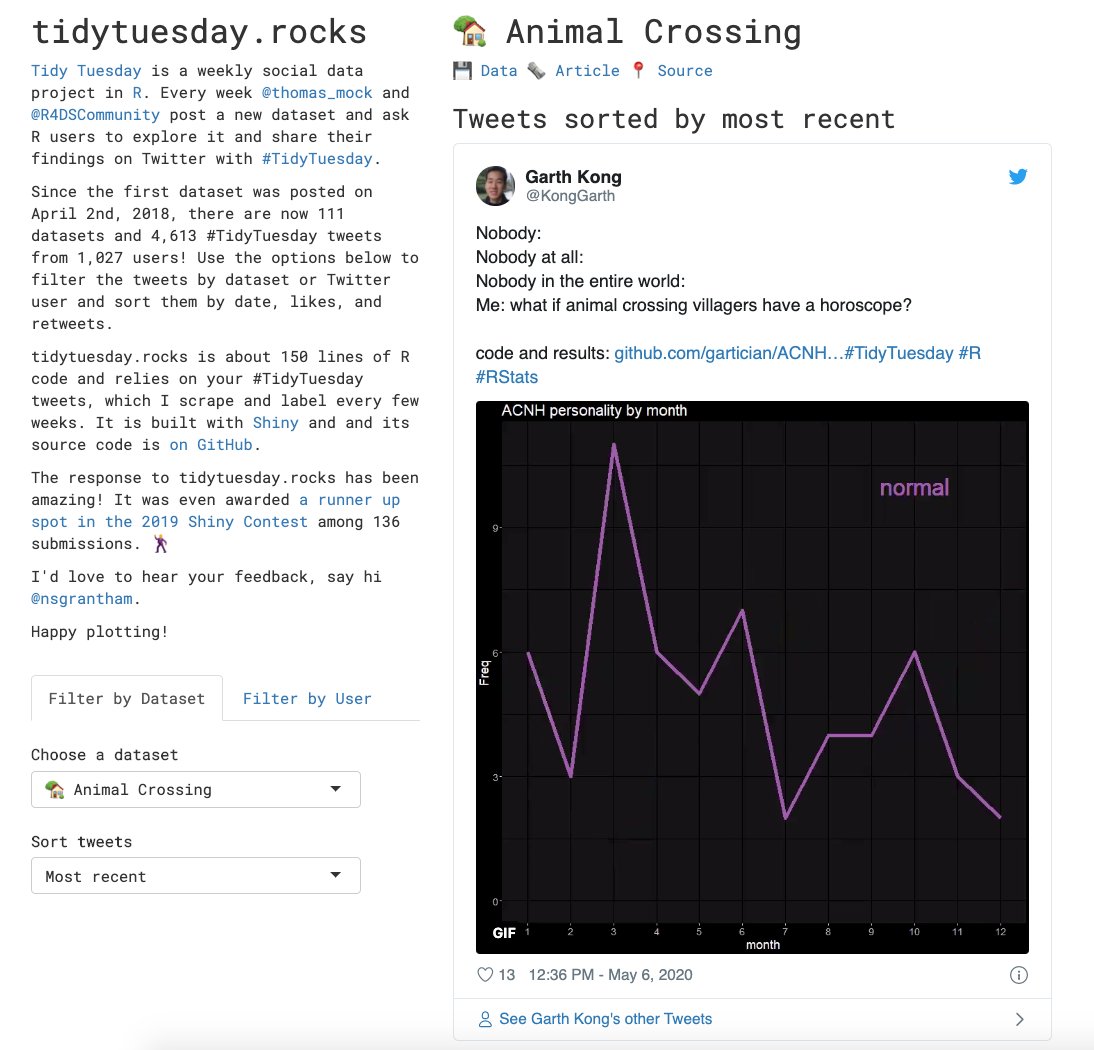 tidytuesday.rocks
Tidy Tuesday is a weekly social data
project in R. Every week @thomas_mock and
@R4DSCommunity post a new dataset and ask
R users to explore it and share their
findings on Twitter with #TidyTuesday.
Since the first dataset was posted on
April 2nd, 2018, there are now 111
datasets and 4,613 #TidyTuesday tweets
from 1,027 users! Use the options below to
filter the tweets by dataset or Twitter
user and sort them by date, likes, and
retweets.
tidytuesday.rocks is about 150 lines of R
code and relies on your #TidyTuesday
tweets, which I scrape and label every few
weeks. It is built with Shiny and and its
source code is on GitHub.
The response to tidytuesday.rocks has been
amazing! It was even awarded a runner up
spot in the 2019 Shiny Contest among 136
submissions. 🕺
I'd love to hear your feedback, say hi
@nsgrantham.
Happy plotting!
Filter by Dataset Filter by User
Choose a dataset
🏡 Animal Crossing
Sort tweets
Most recent
🏡 Animal Crossing
💾 Data 🗞️ Article 📍 Source
Tweets sorted by most recent
Garth Kong
@KongGarth
Nobody:
Nobody at all:
Nobody in the entire world:
Me: what if animal crossing villagers have a horoscope?
code and results: github.com/gartician/ACNH…#TidyTuesday #R
#RStats
ACNH personality by month
normal
9
6
Freq
3
0
GIF 1 2 3 4 5 6 7 8 9 10 11 12
month
13 12:36 PM - May 6, 2020
See Garth Kong's other Tweets